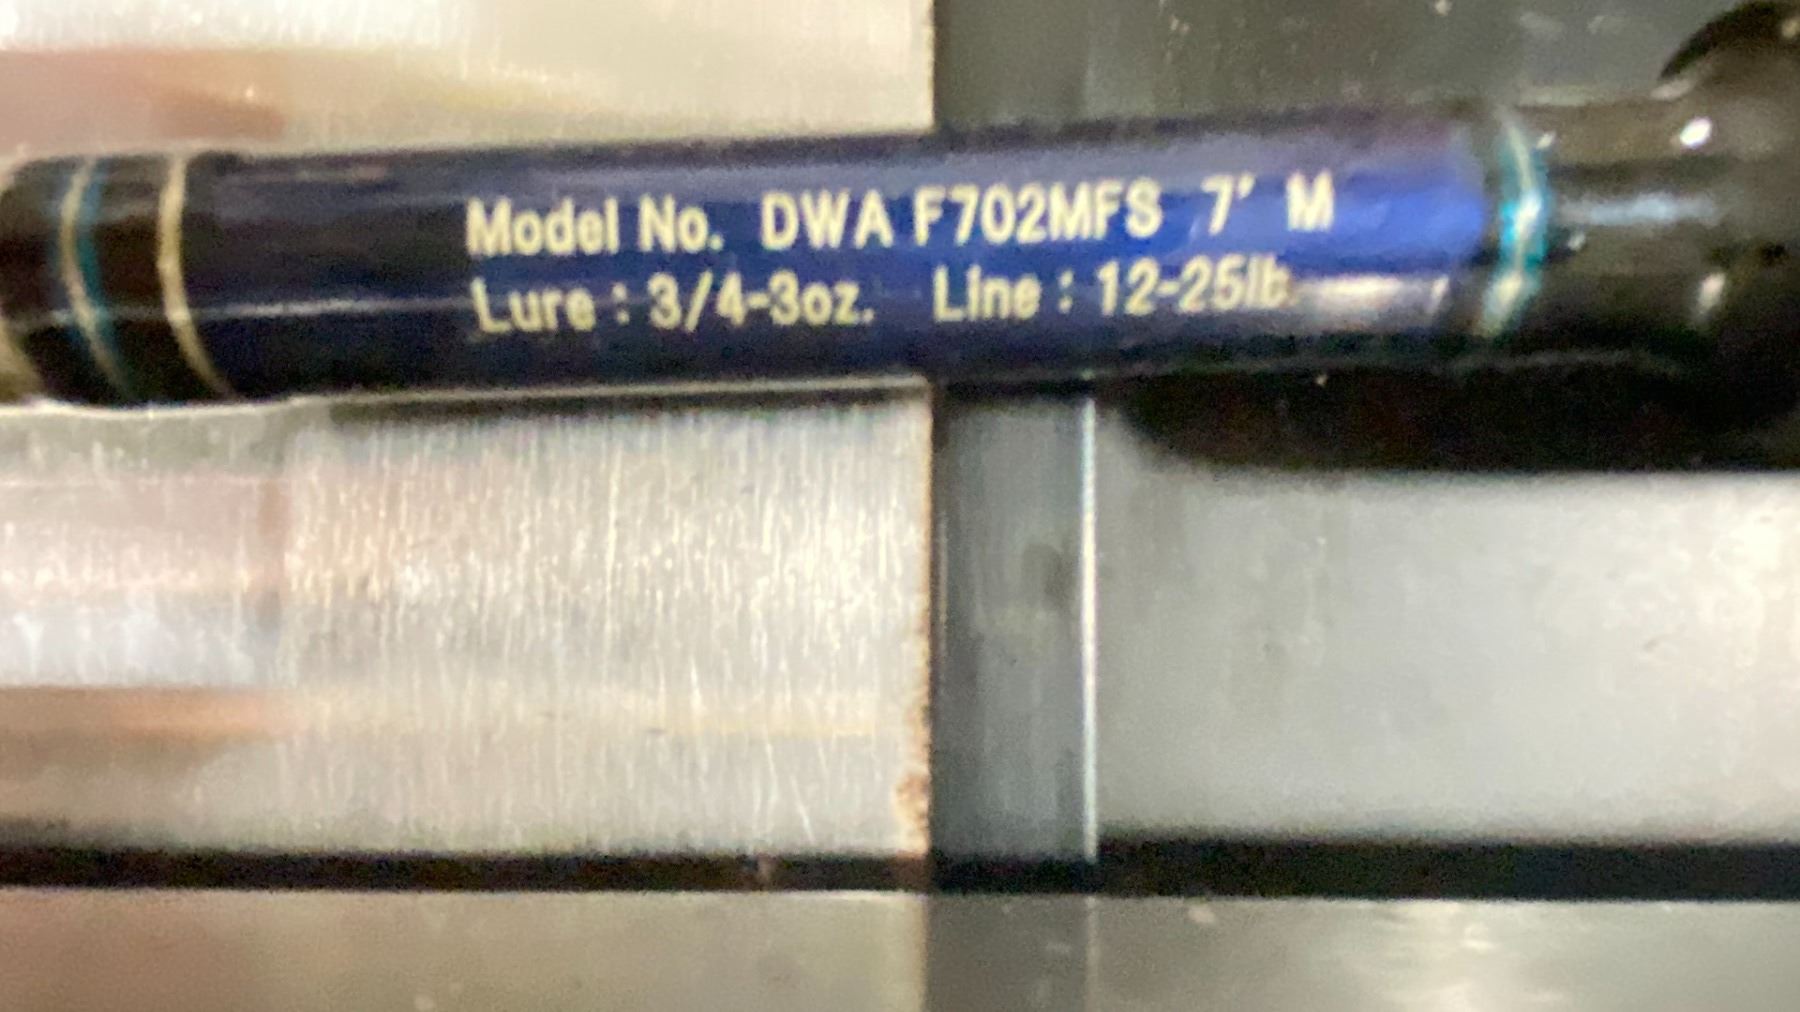 Model No. DWA F702MFS 7' M
Lure : 3/4-3oz. Line : 12-25lb.